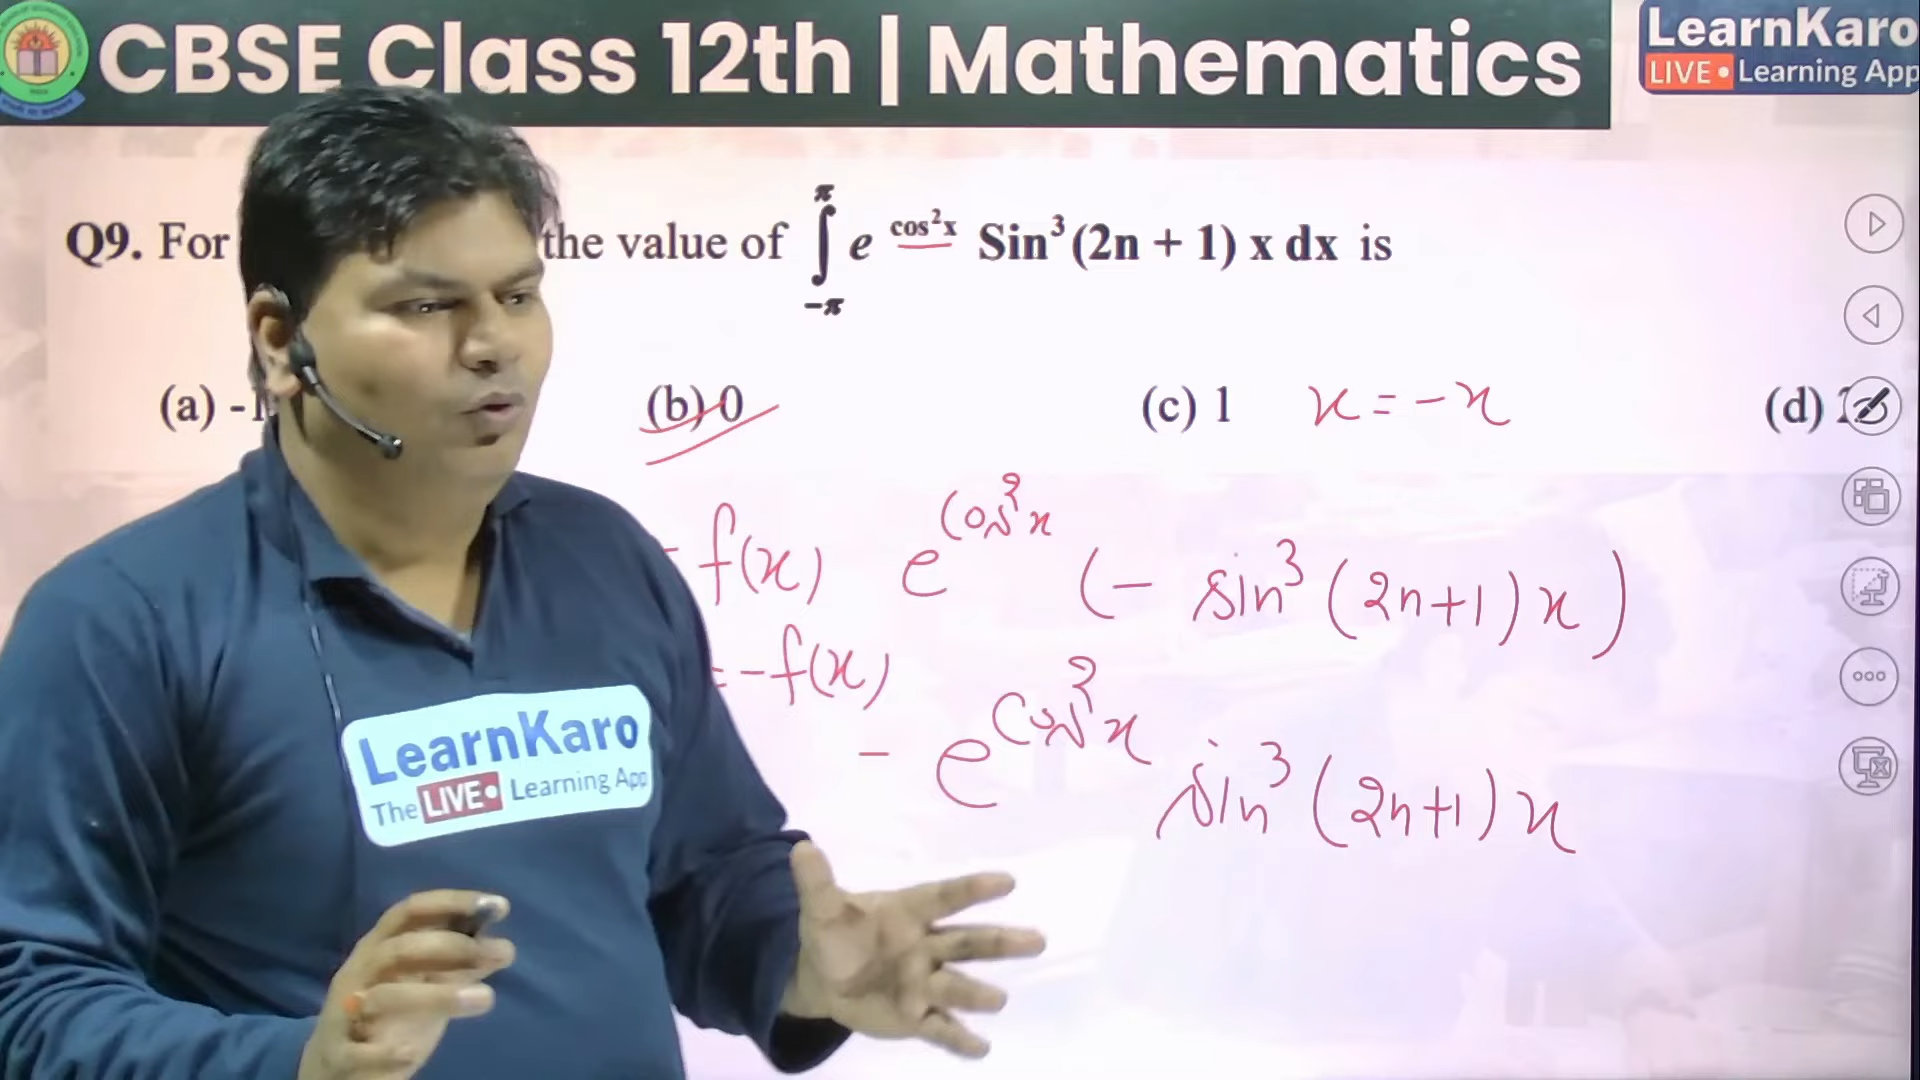 CBSE Class 12th | Mathematics
LearnKaro
LIVE • Learning App
Q9. For the value of ∫_{-π}^{π} e^{cos²x} Sin³(2n + 1) x dx is
(a) -1 (b) 0 (c) 1 x = -x (d)
f(x) e^{cos²x} (- sin³(2n+1)x)
= -f(x)
- e^{cos²x} sin³(2n+1)x
LearnKaro
The LIVE• Learning App